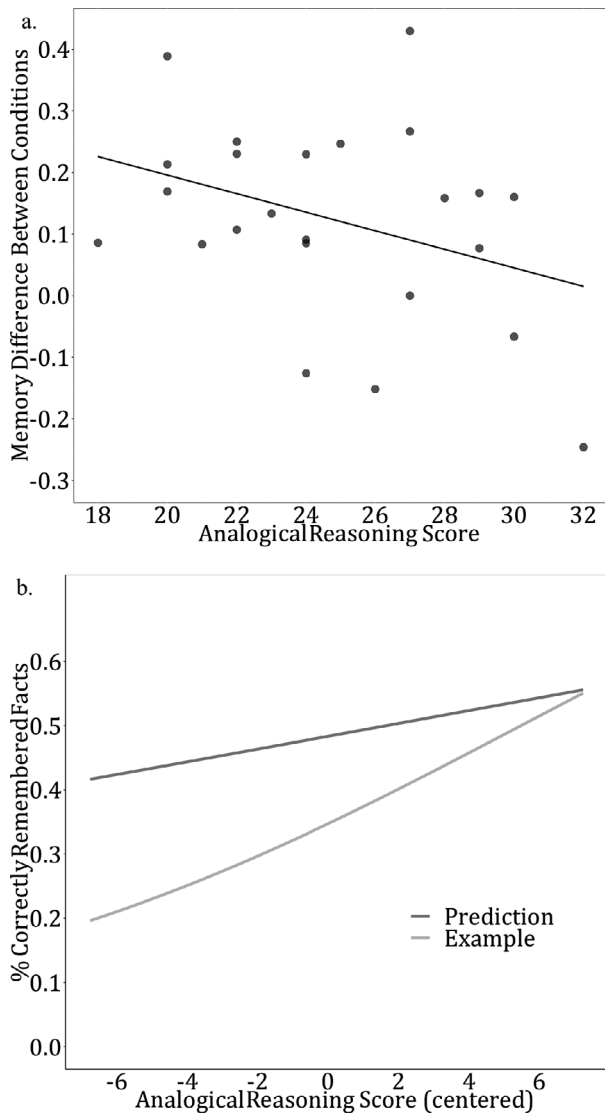 a.
Memory Difference Between Conditions
0.4
0.3
0.2
0.1
0.0
-0.1
-0.2
-0.3
18 20 22 24 26 28 30 32
Analogical Reasoning Score
b.
% Correctly Remembered Facts
0.6
0.5
0.4
0.3
0.2
0.1
0.0
Prediction
Example
-6 -4 -2 0 2 4 6
Analogical Reasoning Score (centered)